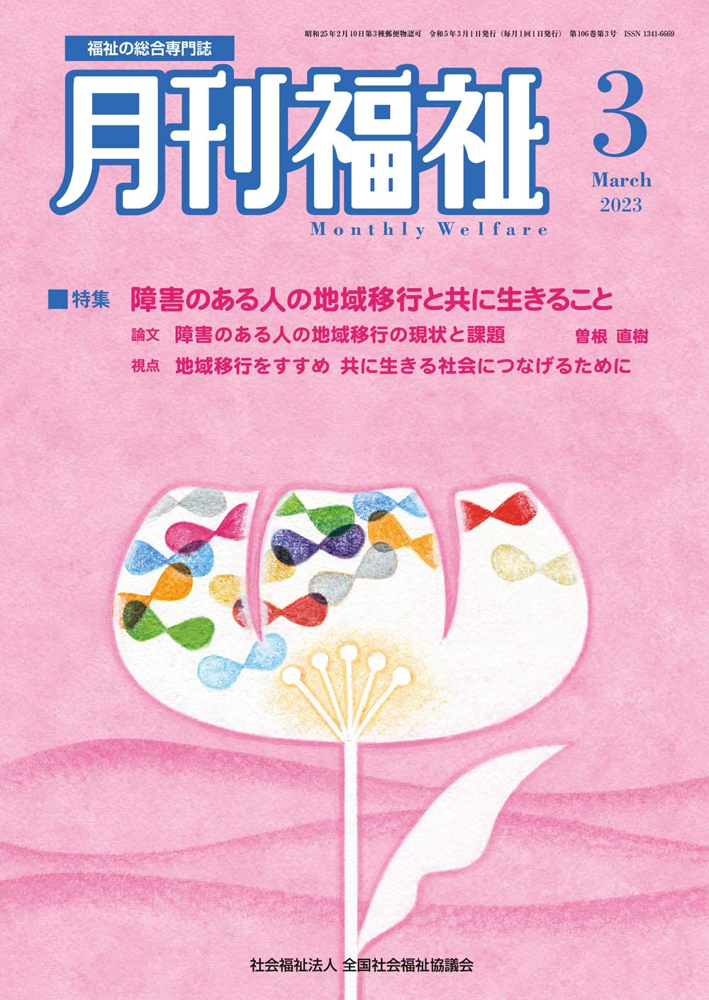 昭和25年2月10日第3種郵便物認可 令和5年3月1日発行（毎月1回1日発行） 第106巻第3号 ISSN 1341-6669
福祉の総合専門誌
月刊福祉
3
March
2023
Monthly Welfare
■特集 障害のある人の地域移行と共に生きること
論文 障害のある人の地域移行の現状と課題 曽根 直樹
視点 地域移行をすすめ 共に生きる社会につなげるために
社会福祉法人 全国社会福祉協議会